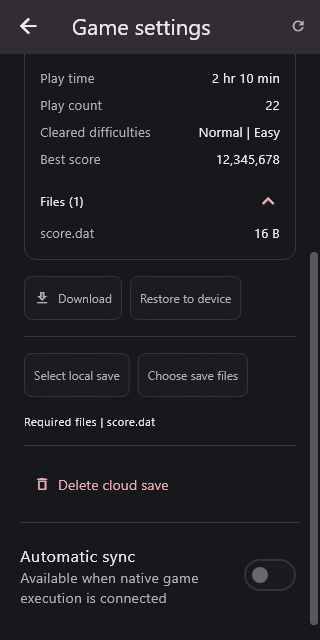 Game settings
Play time 2 hr 10 min
Play count 22
Cleared difficulties Normal | Easy
Best score 12,345,678
Files (1)
score.dat 16 B
Download Restore to device
Select local save Choose save files
Required files | score.dat
Delete cloud save
Automatic sync
Available when native game
execution is connected